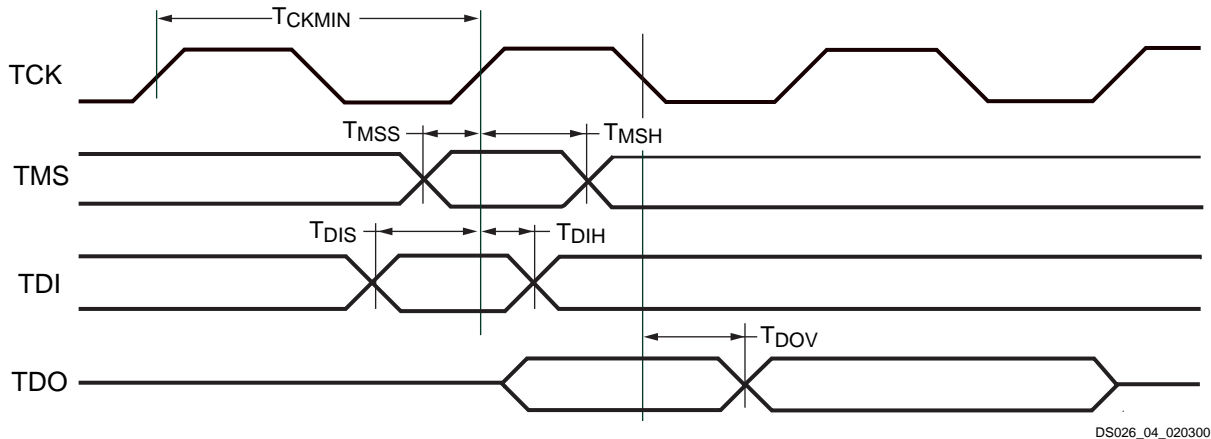 TCKMIN
TCK
TMSS TMSH
TMS
TDIS TDIH
TDI
TDOV
TDO
DS026_04_020300